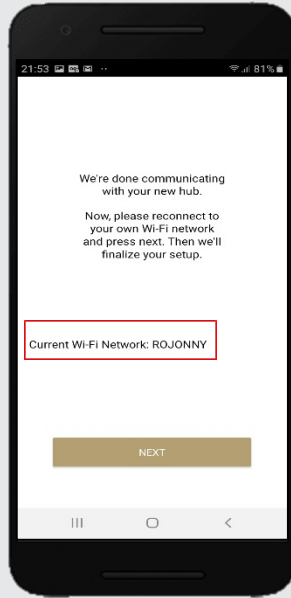 21:53 81%
We're done communicating
with your new hub.
Now, please reconnect to
your own Wi-Fi network
and press next. Then we'll
finalize your setup.
Current Wi-Fi Network: ROJONNY
NEXT